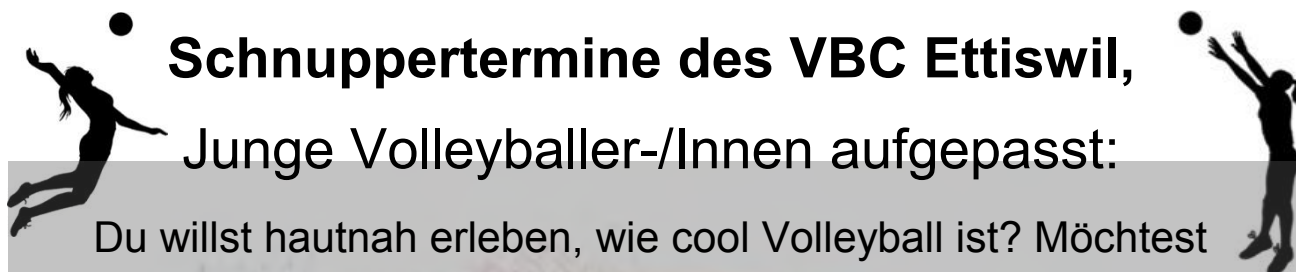 Schnuppertermine des VBC Ettiswil,
Junge Volleyballer-/Innen aufgepasst:
Du willst hautnah erleben, wie cool Volleyball ist? Möchtest